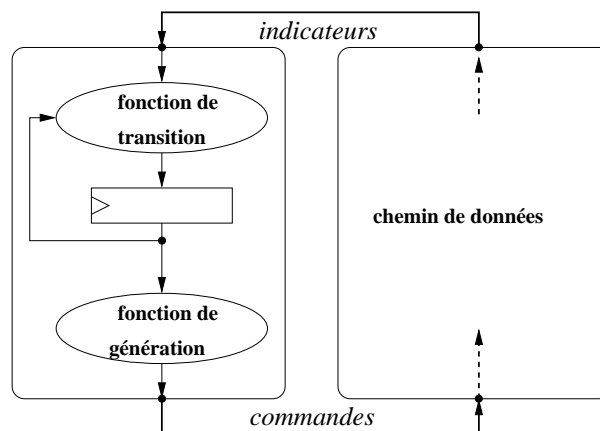 indicateurs
fonction de
transition
chemin de données
fonction de
génération
commandes